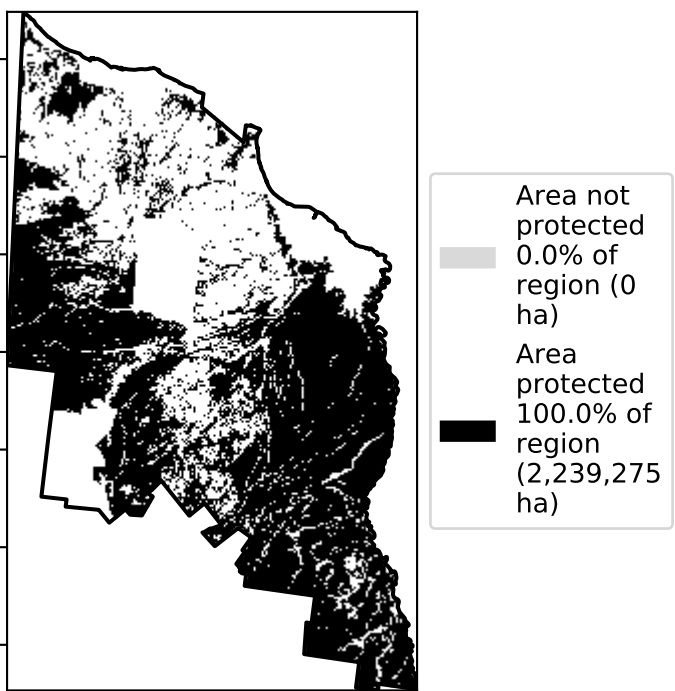 Area not
protected
0.0% of
region (0
ha)
Area
protected
100.0% of
region
(2,239,275
ha)